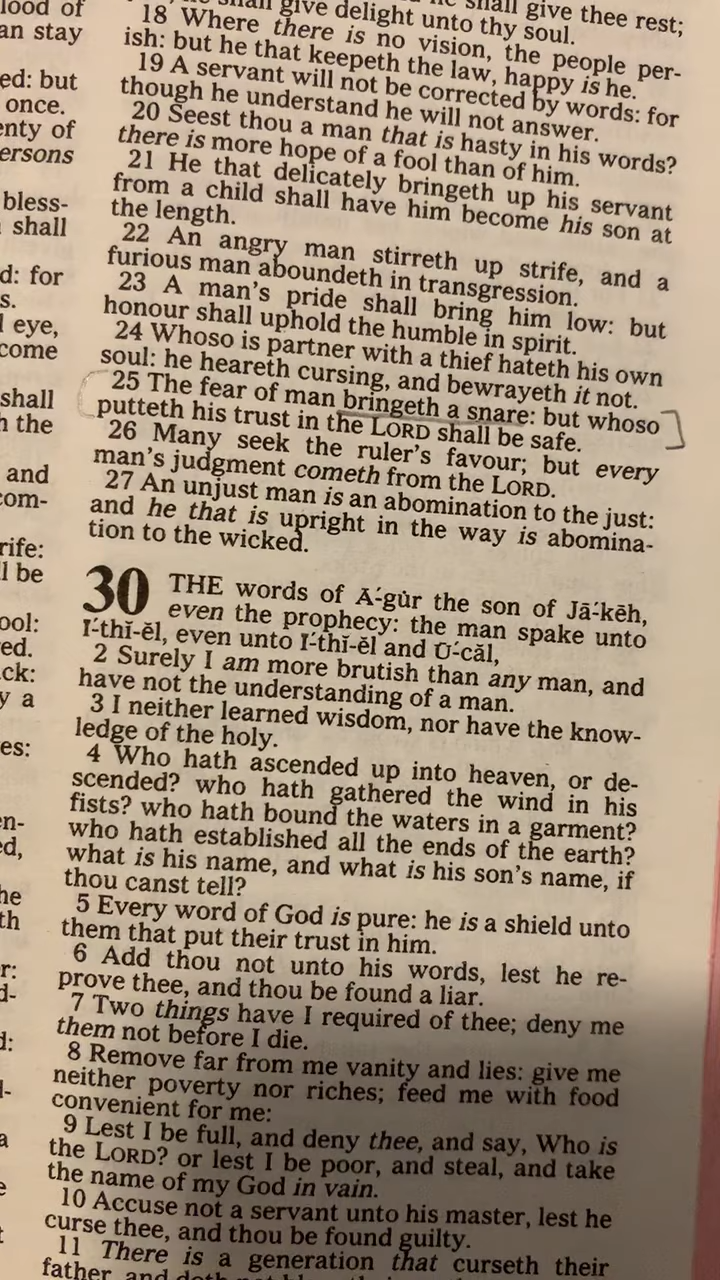 lood of
an stay
ed: but
once.
enty of
ersons
bless-
shall
d: for
s.
l eye,
come
shall
h the
and
com-
rife:
l be
ool:
ed.
ck:
y a
es:
en-
ed,
he
th
r:
d-
d:
l-
a
e
t
shall give thee rest;
shall give delight unto thy soul.
18 Where there is no vision, the people per-
ish: but he that keepeth the law, happy is he.
19 A servant will not be corrected by words: for
though he understand he will not answer.
20 Seest thou a man that is hasty in his words?
there is more hope of a fool than of him.
21 He that delicately bringeth up his servant
from a child shall have him become his son at
the length.
22 An angry man stirreth up strife, and a
furious man aboundeth in transgression.
23 A man's pride shall bring him low: but
honour shall uphold the humble in spirit.
24 Whoso is partner with a thief hateth his own
soul: he heareth cursing, and bewrayeth it not.
25 The fear of man bringeth a snare: but whoso
putteth his trust in the LORD shall be safe.
26 Many seek the ruler's favour; but every
man's judgment cometh from the LORD.
27 An unjust man is an abomination to the just:
and he that is upright in the way is abomina-
tion to the wicked.
30 THE words of Ā́-gûr the son of Jā́-kēh,
even the prophecy: the man spake unto
Ī́-thĭ-ēl, even unto Ī́-thĭ-ēl and Ū́-căl,
2 Surely I am more brutish than any man, and
have not the understanding of a man.
3 I neither learned wisdom, nor have the know-
ledge of the holy.
4 Who hath ascended up into heaven, or de-
scended? who hath gathered the wind in his
fists? who hath bound the waters in a garment?
who hath established all the ends of the earth?
what is his name, and what is his son's name, if
thou canst tell?
5 Every word of God is pure: he is a shield unto
them that put their trust in him.
6 Add thou not unto his words, lest he re-
prove thee, and thou be found a liar.
7 Two things have I required of thee; deny me
them not before I die.
8 Remove far from me vanity and lies: give me
neither poverty nor riches; feed me with food
convenient for me:
9 Lest I be full, and deny thee, and say, Who is
the LORD? or lest I be poor, and steal, and take
the name of my God in vain.
10 Accuse not a servant unto his master, lest he
curse thee, and thou be found guilty.
11 There is a generation that curseth their
father, and doth not